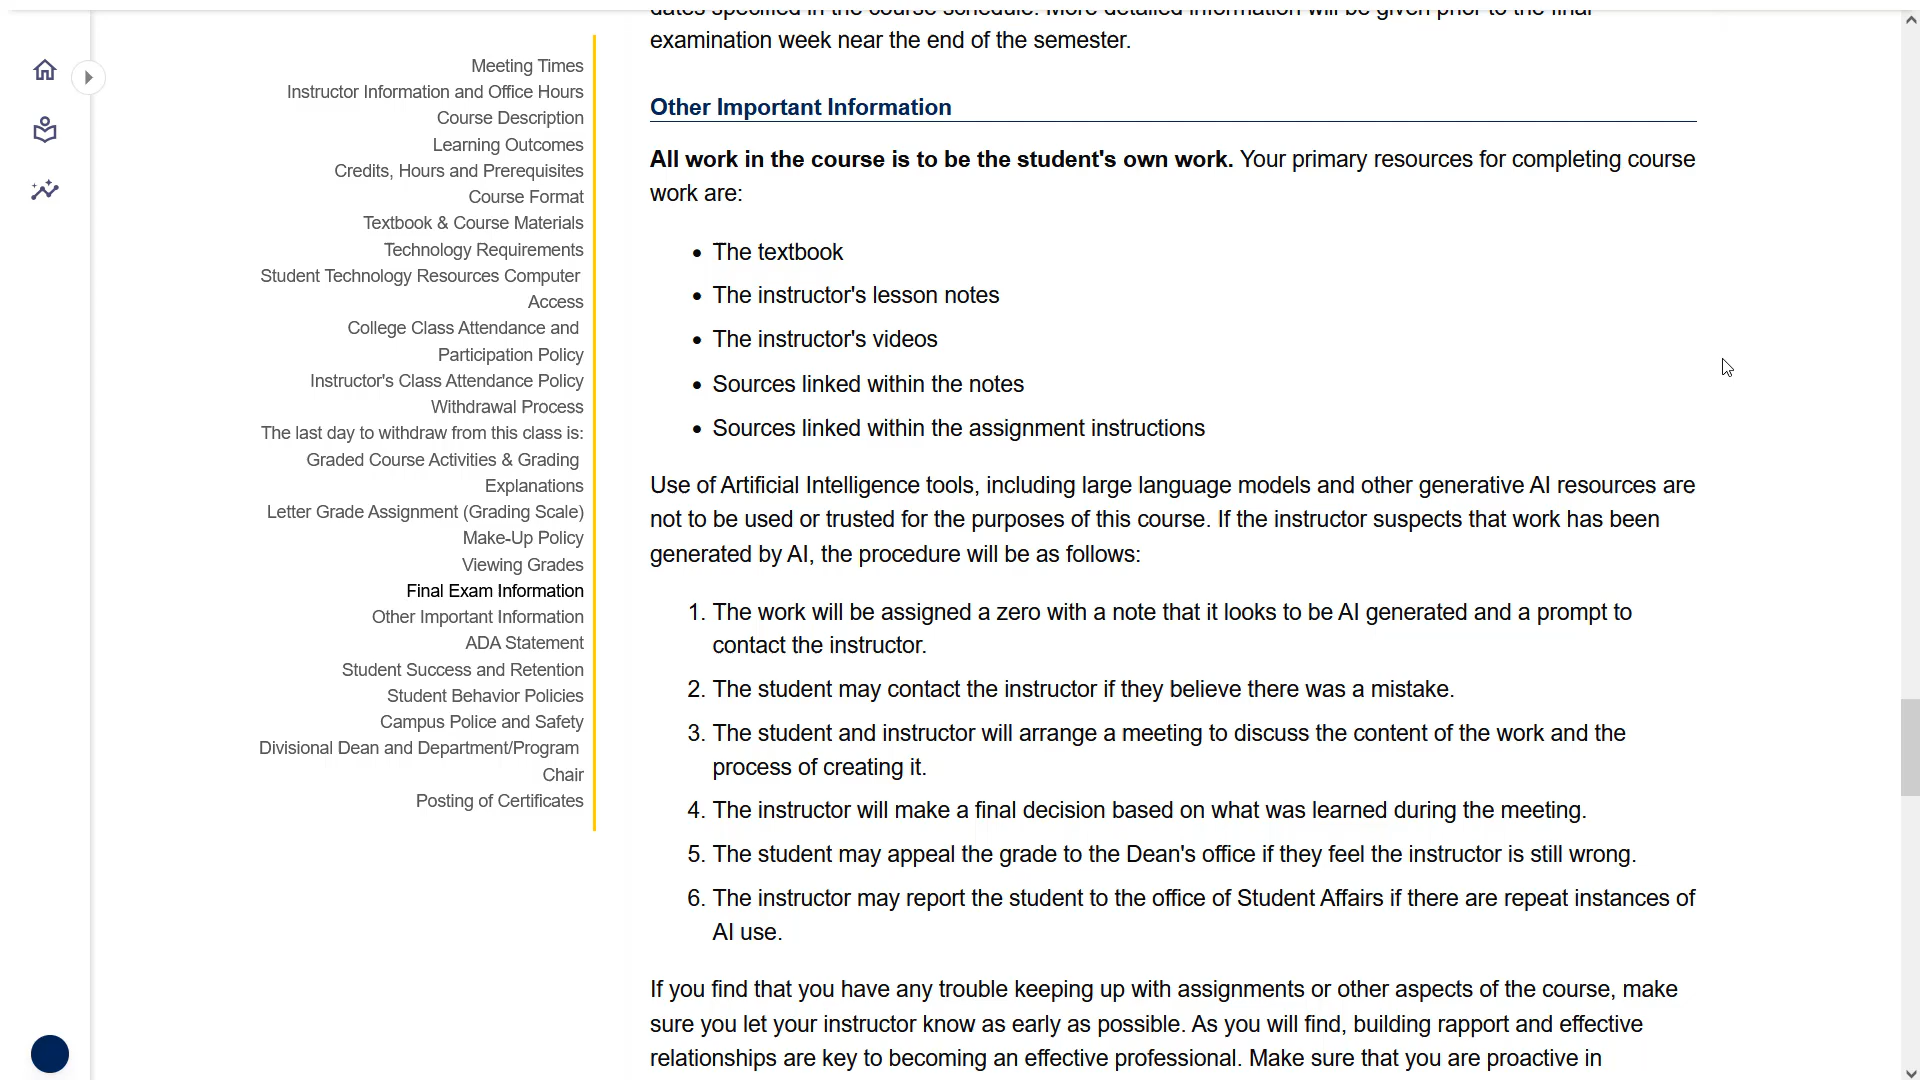 Meeting Times
Instructor Information and Office Hours
Course Description
Learning Outcomes
Credits, Hours and Prerequisites
Course Format
Textbook & Course Materials
Technology Requirements
Student Technology Resources Computer
Access
College Class Attendance and
Participation Policy
Instructor's Class Attendance Policy
Withdrawal Process
The last day to withdraw from this class is:
Graded Course Activities & Grading
Explanations
Letter Grade Assignment (Grading Scale)
Make-Up Policy
Viewing Grades
Final Exam Information
Other Important Information
ADA Statement
Student Success and Retention
Student Behavior Policies
Campus Police and Safety
Divisional Dean and Department/Program
Chair
Posting of Certificates
dates specified in the course schedule. More detailed information will be given prior to the final
examination week near the end of the semester.
Other Important Information
All work in the course is to be the student's own work. Your primary resources for completing course
work are:
• The textbook
• The instructor's lesson notes
• The instructor's videos
• Sources linked within the notes
• Sources linked within the assignment instructions
Use of Artificial Intelligence tools, including large language models and other generative AI resources are
not to be used or trusted for the purposes of this course. If the instructor suspects that work has been
generated by AI, the procedure will be as follows:
1. The work will be assigned a zero with a note that it looks to be AI generated and a prompt to
contact the instructor.
2. The student may contact the instructor if they believe there was a mistake.
3. The student and instructor will arrange a meeting to discuss the content of the work and the
process of creating it.
4. The instructor will make a final decision based on what was learned during the meeting.
5. The student may appeal the grade to the Dean's office if they feel the instructor is still wrong.
6. The instructor may report the student to the office of Student Affairs if there are repeat instances of
AI use.
If you find that you have any trouble keeping up with assignments or other aspects of the course, make
sure you let your instructor know as early as possible. As you will find, building rapport and effective
relationships are key to becoming an effective professional. Make sure that you are proactive in